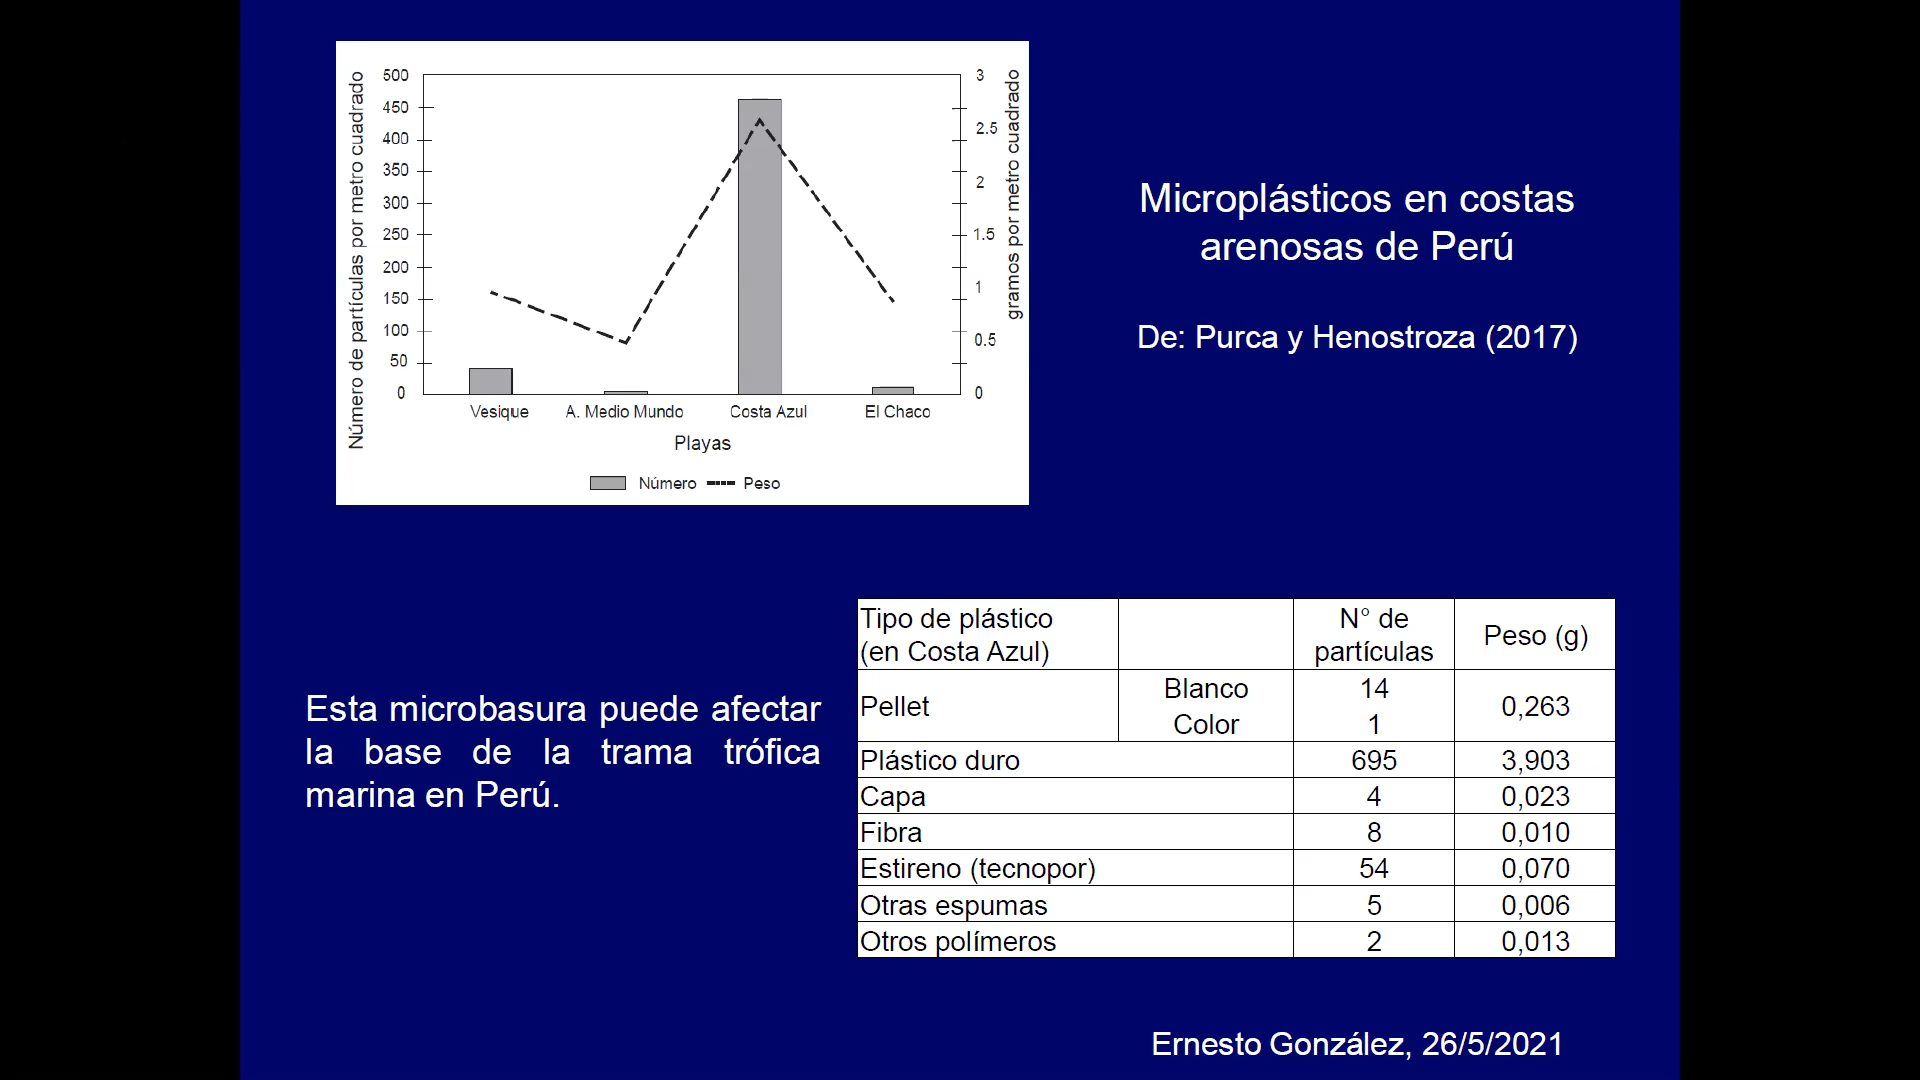 Número de partículas por metro cuadrado
500
450
400
350
300
250
200
150
100
50
0
3
2.5
2
1.5
1
0.5
0
gramos por metro cuadrado
Vesique A. Medio Mundo Costa Azul El Chaco
Playas
Número Peso
Microplásticos en costas
arenosas de Perú
De: Purca y Henostroza (2017)
Esta microbasura puede afectar
la base de la trama trófica
marina en Perú.
Tipo de plástico
(en Costa Azul)
N° de
partículas
Peso (g)
Pellet Blanco 14 0,263
Color 1
Plástico duro 695 3,903
Capa 4 0,023
Fibra 8 0,010
Estireno (tecnopor) 54 0,070
Otras espumas 5 0,006
Otros polímeros 2 0,013
Ernesto González, 26/5/2021